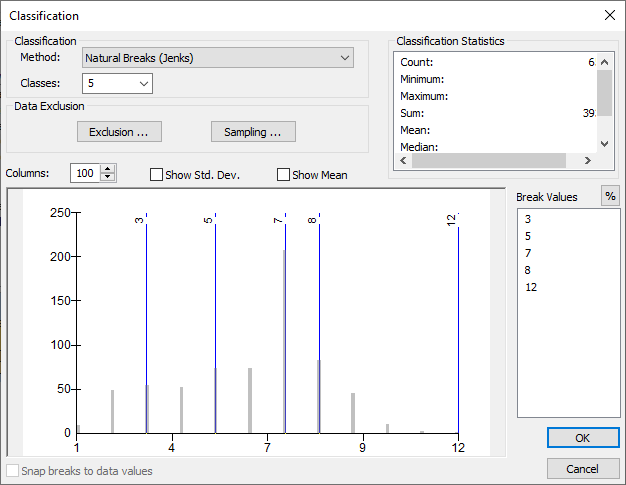 Classification
Classification
Method: Natural Breaks (Jenks)
Classes: 5
Data Exclusion
Exclusion ...
Sampling ...
Classification Statistics
Count: 6.
Minimum:
Maximum:
Sum: 39.
Mean:
Median:
Columns: 100
Show Std. Dev.
Show Mean
Break Values
%
3
5
7
8
12
250
200
150
100
50
0
3
5
7
8
12
1 4 7 9 12
Snap breaks to data values
OK
Cancel